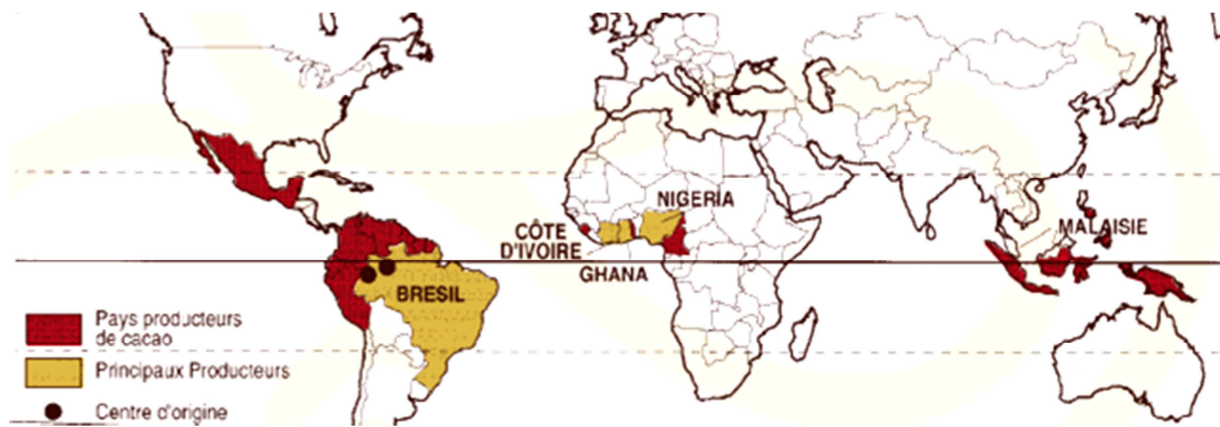 NIGERIA
CÔTE
D'IVOIRE
GHANA
MALAISIE
BRESIL
Pays producteurs
de cacao
Principaux Producteurs
Centre d'origine